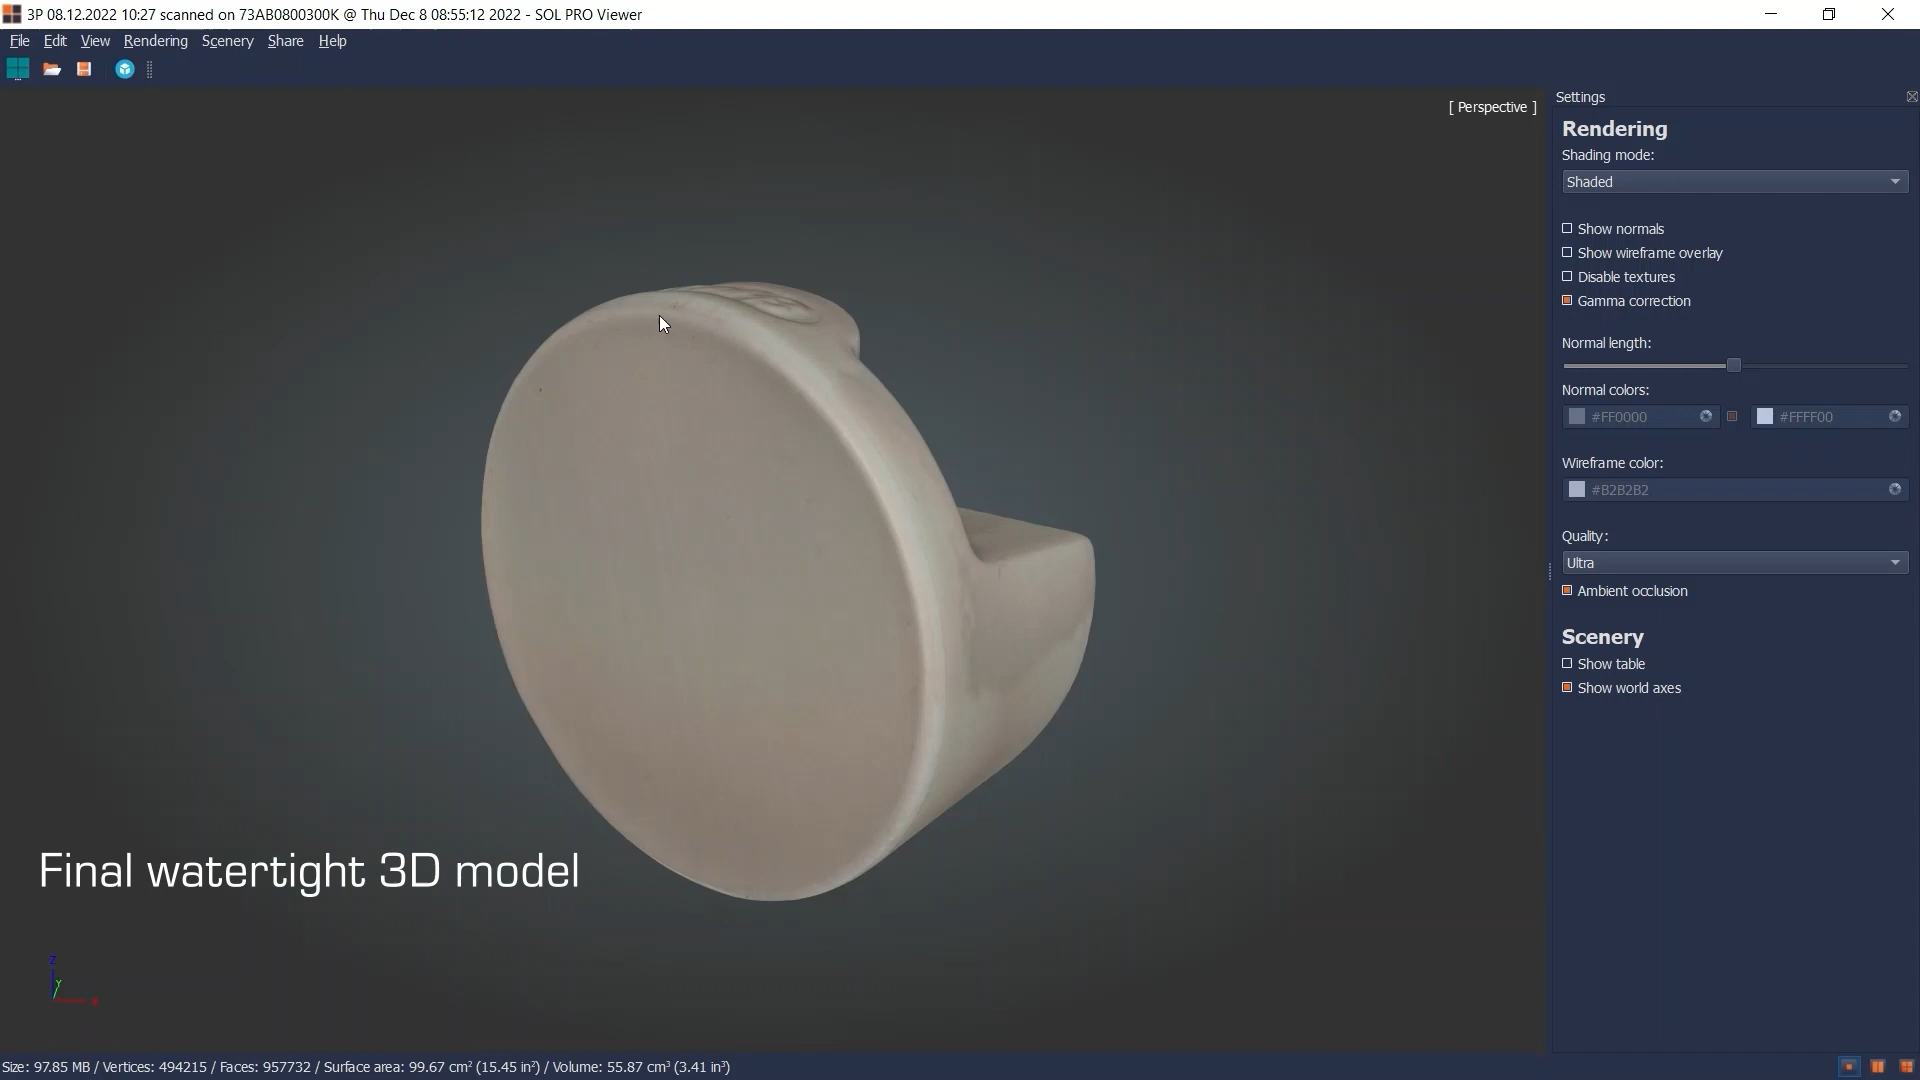 3P 08.12.2022 10:27 scanned on 73AB0800300K @ Thu Dec 8 08:55:12 2022 - SOL PRO Viewer
File Edit View Rendering Scenery Share Help
[ Perspective ]
Settings
Rendering
Shading mode:
Shaded
Show normals
Show wireframe overlay
Disable textures
Gamma correction
Normal length:
Normal colors:
#FF0000 #FFFF00
Wireframe color:
#B2B2B2
Quality:
Ultra
Ambient occlusion
Scenery
Show table
Show world axes
Final watertight 3D model
Z
Y
X
Size: 97.85 MB / Vertices: 494215 / Faces: 957732 / Surface area: 99.67 cm² (15.45 in²) / Volume: 55.87 cm³ (3.41 in³)